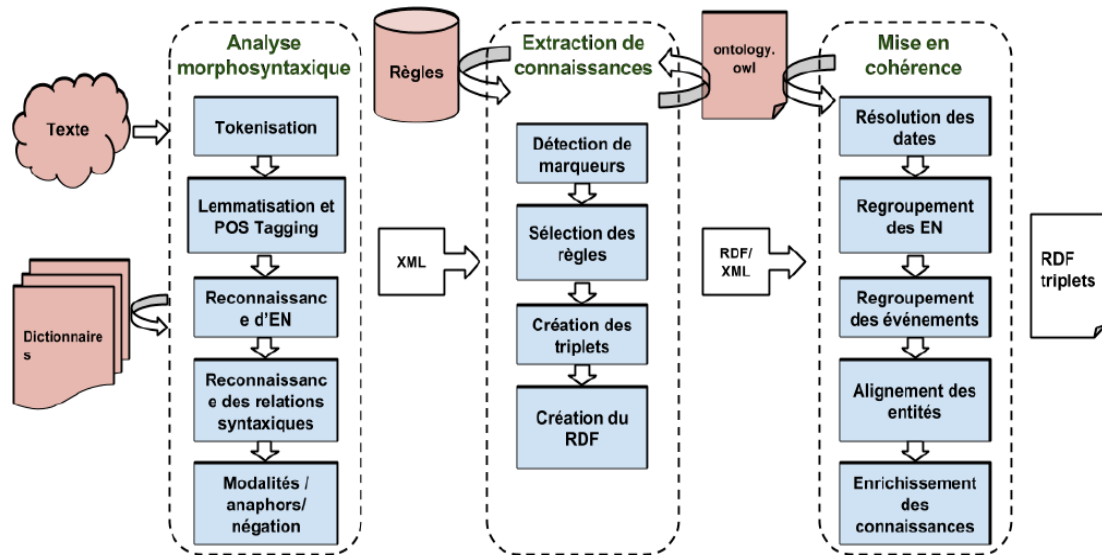 Texte
Dictionnaire
s
Analyse
morphosyntaxique
Tokenisation
Lemmatisation et
POS Tagging
Reconnaissanc
e d'EN
Reconnaissanc
e des relations
syntaxiques
Modalités /
anaphors/
négation
Règles
XML
Extraction de
connaissances
Détection de
marqueurs
Sélection des
règles
Création des
triplets
Création du
RDF
ontology.
owl
RDF/
XML
Mise en
cohérence
Résolution des
dates
Regroupement
des EN
Regroupement
des événements
Alignement des
entités
Enrichissement
des
connaissances
RDF
triplets